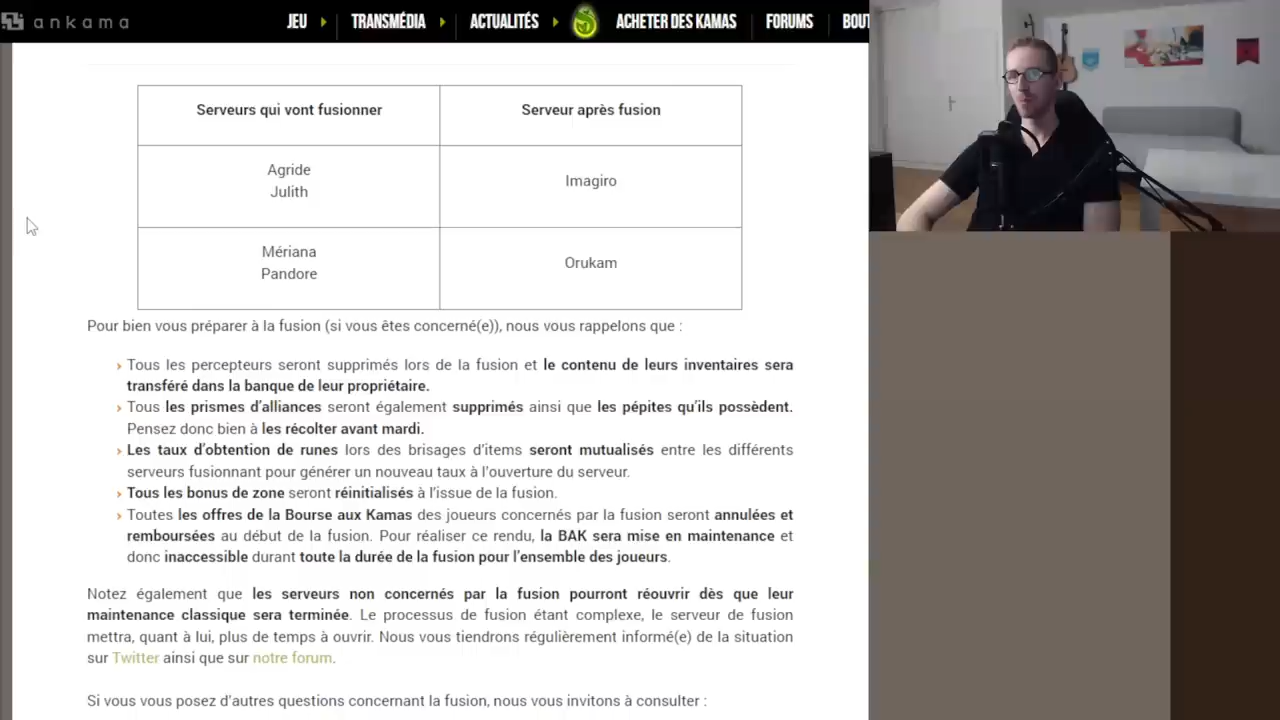 ankama
JEU
TRANSMÉDIA
ACTUALITÉS
ACHETER DES KAMAS
FORUMS
BOUT
Serveurs qui vont fusionner
Serveur après fusion
Agride
Julith
Imagiro
Mériana
Pandore
Orukam
Pour bien vous préparer à la fusion (si vous êtes concerné(e)), nous vous rappelons que :
› Tous les percepteurs seront supprimés lors de la fusion et le contenu de leurs inventaires sera
transféré dans la banque de leur propriétaire.
› Tous les prismes d'alliances seront également supprimés ainsi que les pépites qu'ils possèdent.
Pensez donc bien à les récolter avant mardi.
› Les taux d'obtention de runes lors des brisages d'items seront mutualisés entre les différents
serveurs fusionnant pour générer un nouveau taux à l'ouverture du serveur.
› Tous les bonus de zone seront réinitialisés à l'issue de la fusion.
› Toutes les offres de la Bourse aux Kamas des joueurs concernés par la fusion seront annulées et
remboursées au début de la fusion. Pour réaliser ce rendu, la BAK sera mise en maintenance et
donc inaccessible durant toute la durée de la fusion pour l'ensemble des joueurs.
Notez également que les serveurs non concernés par la fusion pourront réouvrir dès que leur
maintenance classique sera terminée. Le processus de fusion étant complexe, le serveur de fusion
mettra, quant à lui, plus de temps à ouvrir. Nous vous tiendrons régulièrement informé(e) de la situation
sur Twitter ainsi que sur notre forum.
Si vous vous posez d'autres questions concernant la fusion, nous vous invitons à consulter :